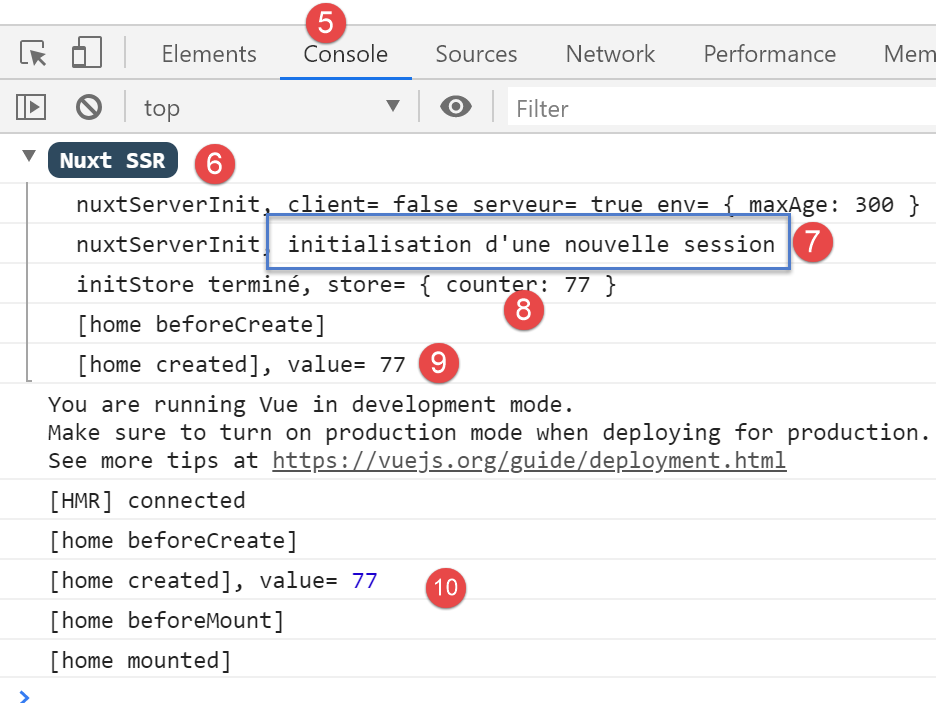 5
Elements Console Sources Network Performance Mem
top Filter
Nuxt SSR 6
nuxtServerInit, client= false serveur= true env= { maxAge: 300 }
nuxtServerInit, initialisation d'une nouvelle session 7
initStore terminé, store= { counter: 77 }
8
[home beforeCreate]
[home created], value= 77 9
You are running Vue in development mode.
Make sure to turn on production mode when deploying for production.
See more tips at https://vuejs.org/guide/deployment.html
[HMR] connected
[home beforeCreate]
[home created], value= 77 10
[home beforeMount]
[home mounted]